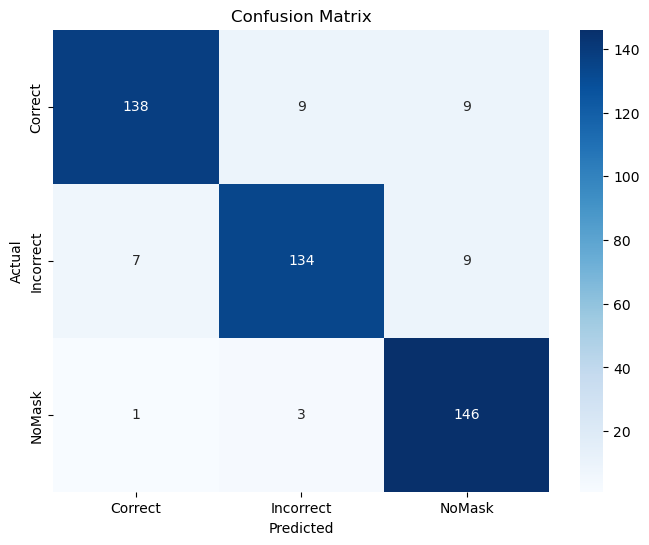 Confusion Matrix
Correct
138
9
9
140
120
100
Actual
Incorrect
7
134
9
80
60
NoMask
1
3
146
40
20
Correct
Incorrect
NoMask
Predicted